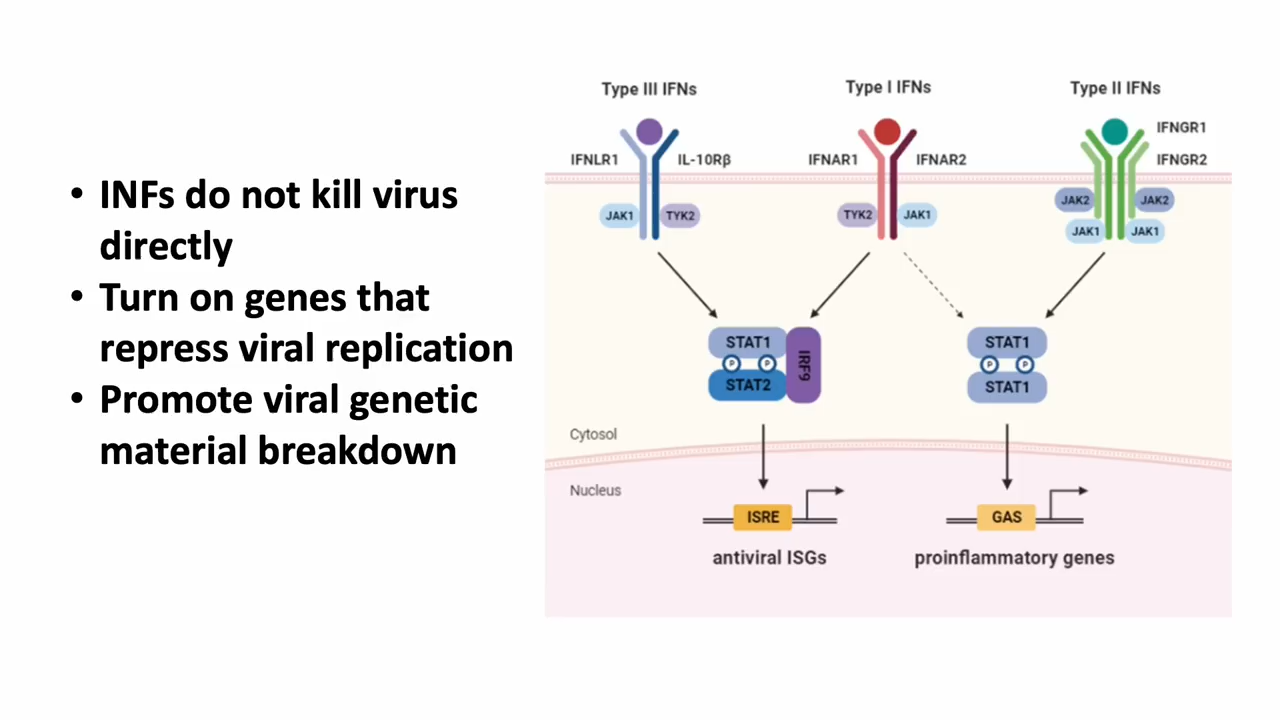 • INFs do not kill virus
directly
• Turn on genes that
repress viral replication
• Promote viral genetic
material breakdown
Type III IFNs
Type I IFNs
Type II IFNs
IFNLR1
IL-10Rβ
IFNAR1
IFNAR2
IFNGR1
IFNGR2
JAK1
TYK2
TYK2
JAK1
JAK2
JAK2
JAK1
JAK1
STAT1
P
P
STAT2
IRF9
STAT1
P
P
STAT1
Cytosol
Nucleus
ISRE
GAS
antiviral ISGs
proinflammatory genes